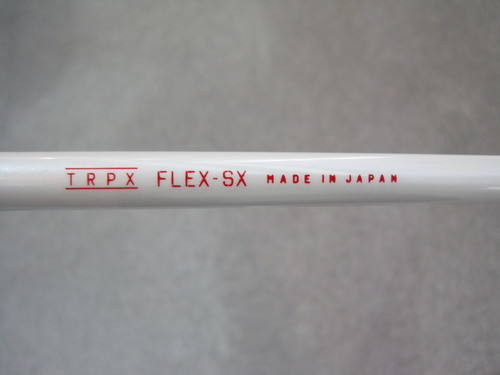 TRPX FLEX-SX MADE IN JAPAN